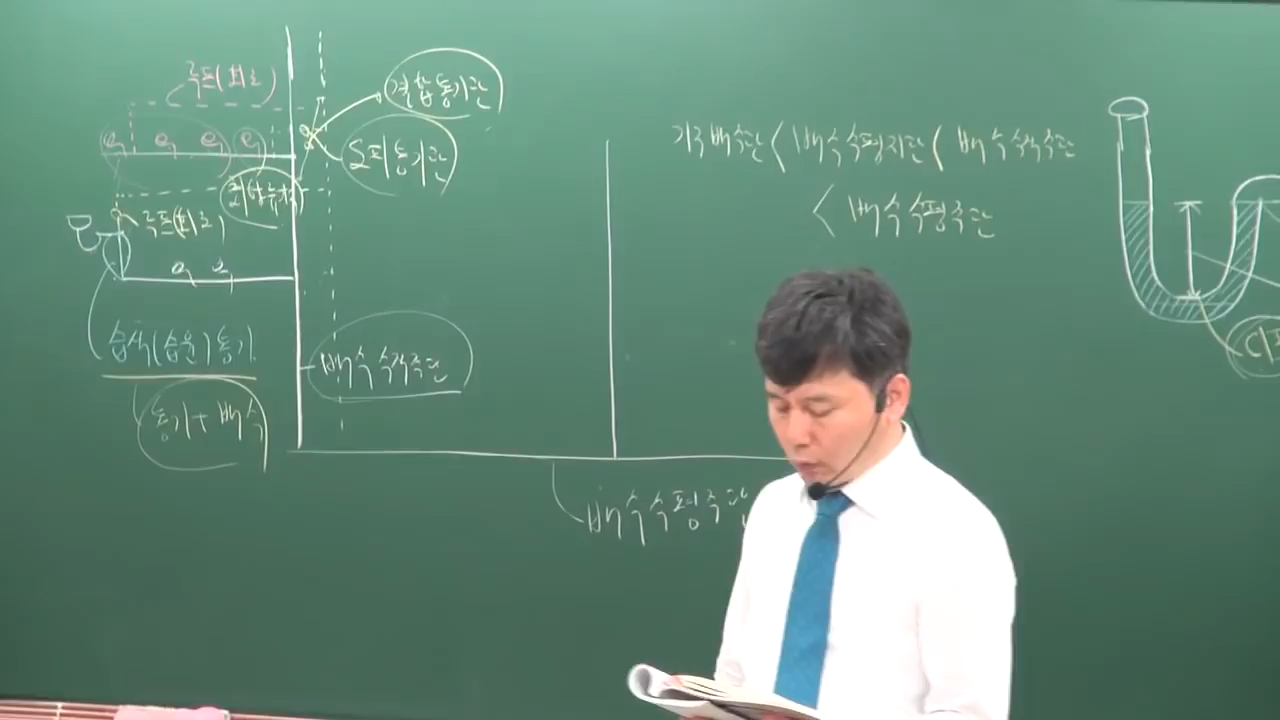 루프(회로)
결합통기관
도피통기관
루프(회로)
습식(습윤)통기
통기+배수
배수수직주관
배수수평주관
기구배수관<배수수평지관<배수수직주관
<배수수평주관